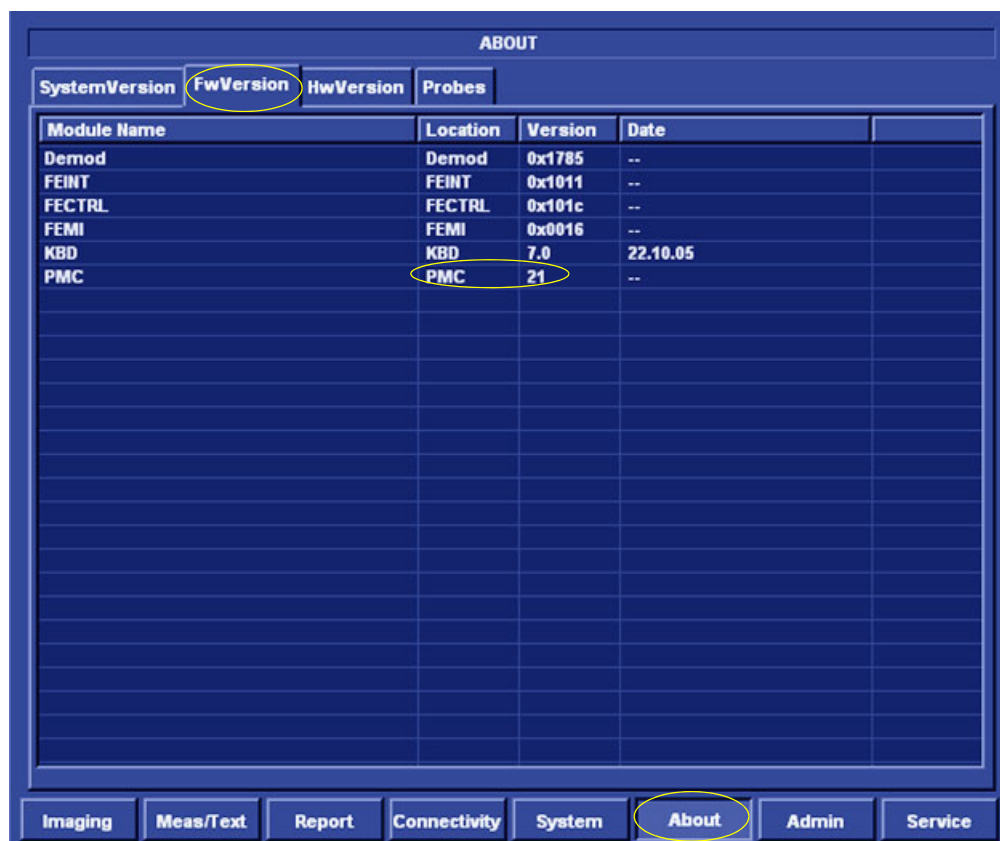 ABOUT
SystemVersion FwVersion HwVersion Probes
Module Name Location Version Date
Demod Demod 0x1785 --
FEINT FEINT 0x1011 --
FECTRL FECTRL 0x101c --
FEMI FEMI 0x0016 --
KBD KBD 7.0 22.10.05
PMC PMC 21 --
Imaging Meas/Text Report Connectivity System About Admin Service